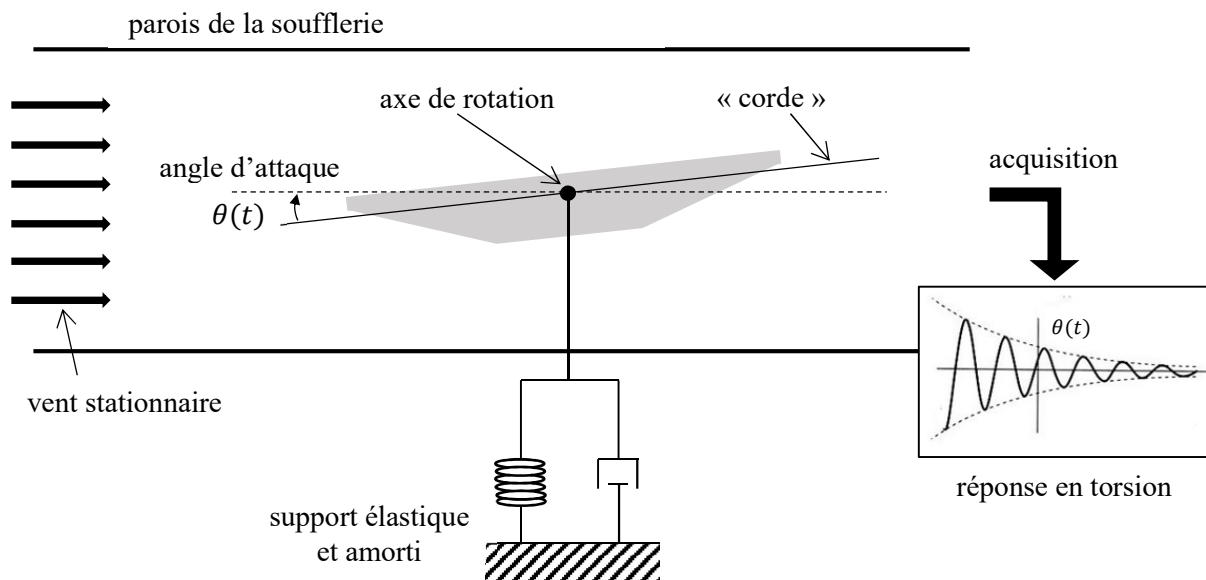 parois de la soufflerie
axe de rotation
« corde »
angle d’attaque
θ(t)
acquisition
θ(t)
vent stationnaire
réponse en torsion
support élastique
et amorti